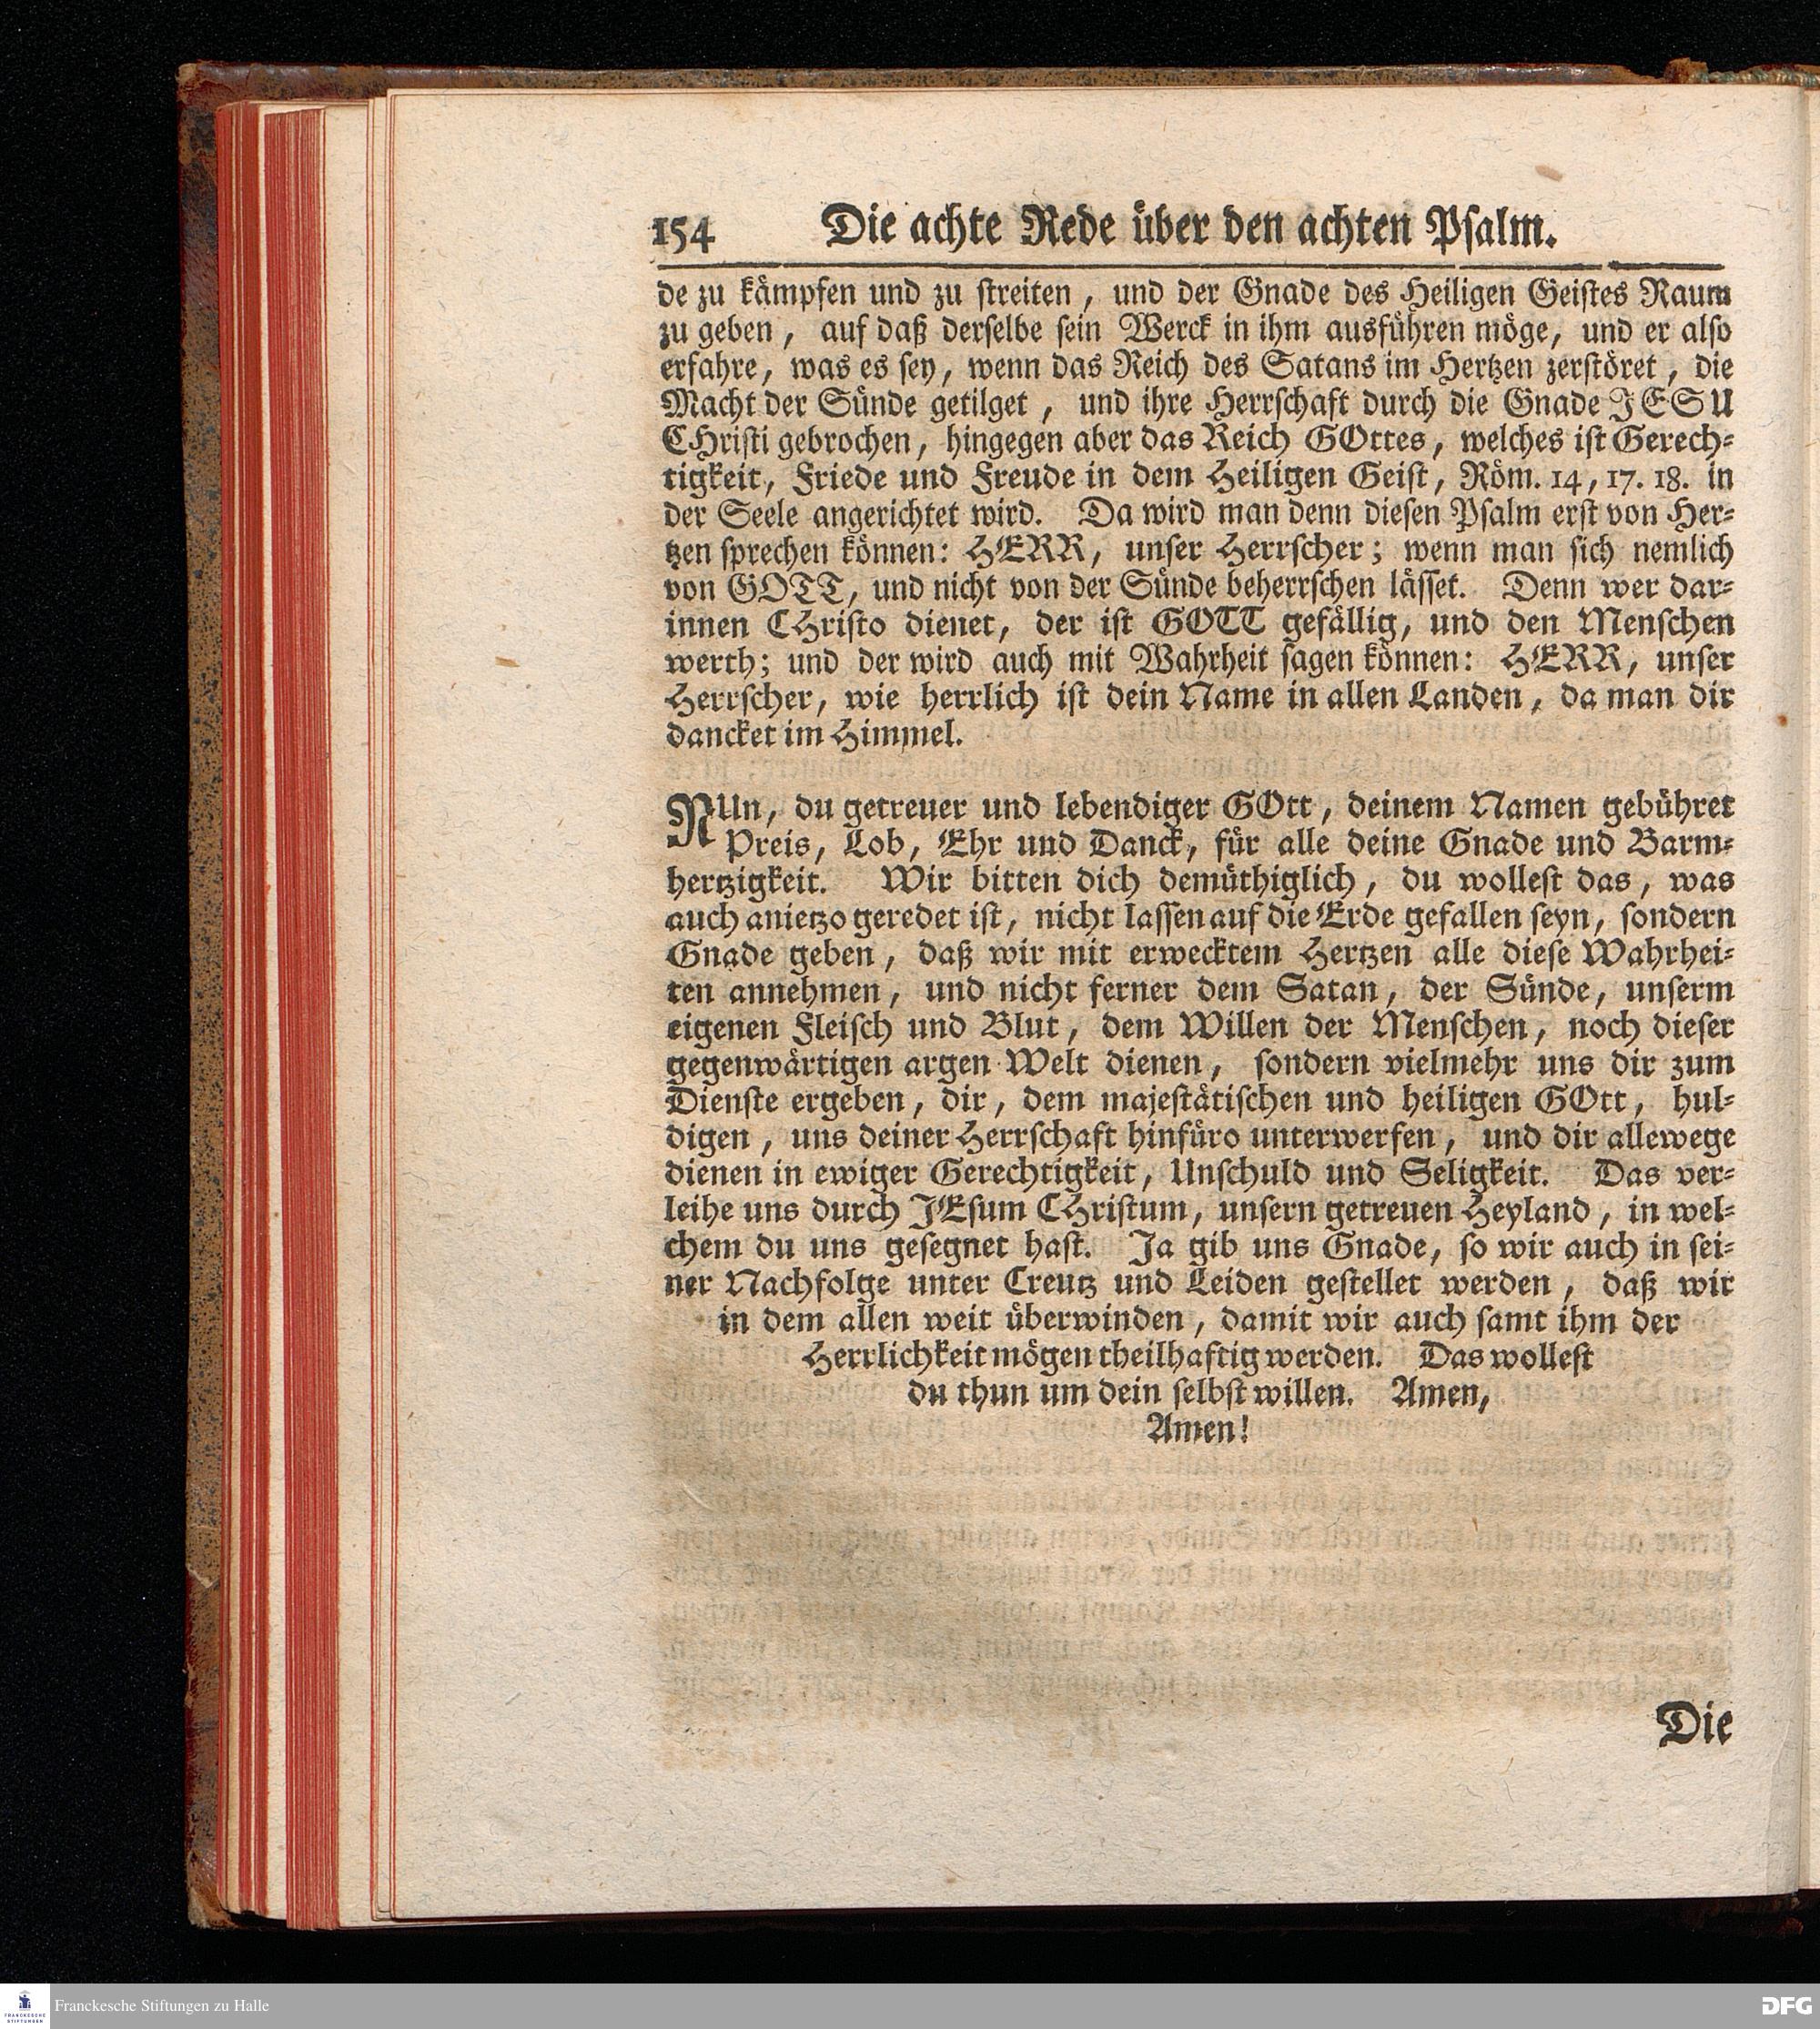 154 Die achte Rede über den achten Psalm.
de zu kämpfen und zu streiten, und der Gnade des Heiligen Geistes Raum
zu geben, auf daß derselbe sein Werck in ihm ausführen möge, und er also
erfahre, was es sey, wenn das Reich des Satans im Hertzen zerstöret, die
Macht der Sünde getilget, und ihre Herrschaft durch die Gnade JESU
CHristi gebrochen, hingegen aber das Reich GOttes, welches ist Gerech-
tigkeit, Friede und Freude in dem Heiligen Geist, Röm. 14, 17. 18. in
der Seele angerichtet wird. Da wird man denn diesen Psalm erst von Her-
tzen sprechen können: HERR, unser Herrscher; wenn man sich nemlich
von GOTT, und nicht von der Sünde beherrschen lässet. Denn wer dar-
innen CHristo dienet, der ist GOTT gefällig, und den Menschen
werth; und der wird auch mit Wahrheit sagen können: HERR, unser
Herrscher, wie herrlich ist dein Name in allen Landen, da man dir
dancket im Himmel.
NUn, du getreuer und lebendiger GOtt, deinem Namen gebühret
Preis, Lob, Ehr und Danck, für alle deine Gnade und Barm-
hertzigkeit. Wir bitten dich demüthiglich, du wollest das, was
auch anietzo geredet ist, nicht lassen auf die Erde gefallen seyn, sondern
Gnade geben, daß wir mit erwecktem Hertzen alle diese Wahrhei-
ten annehmen, und nicht ferner dem Satan, der Sünde, unserm
eigenen Fleisch und Blut, dem Willen der Menschen, noch dieser
gegenwärtigen argen Welt dienen, sondern vielmehr uns dir zum
Dienste ergeben, dir, dem majestätischen und heiligen GOtt, hul-
digen, uns deiner Herrschaft hinfüro unterwerfen, und dir allewege
dienen in ewiger Gerechtigkeit, Unschuld und Seligkeit. Das ver-
leihe uns durch JEsum CHristum, unsern getreuen Heyland, in wel-
chem du uns gesegnet hast. Ja gib uns Gnade, so wir auch in sei-
ner Nachfolge unter Creutz und Leiden gestellet werden, daß wir
in dem allen weit überwinden, damit wir auch samt ihm der
Herrlichkeit mögen theilhaftig werden. Das wollest
du thun um dein selbst willen. Amen,
Amen!
Die
FRANCKESCHE STIFTUNGEN
Franckesche Stiftungen zu Halle
DFG